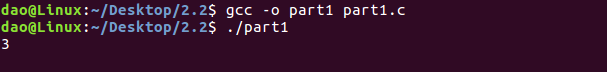 dao@Linux:~/Desktop/2.2$ gcc -o part1 part1.c
dao@Linux:~/Desktop/2.2$ ./part1
3